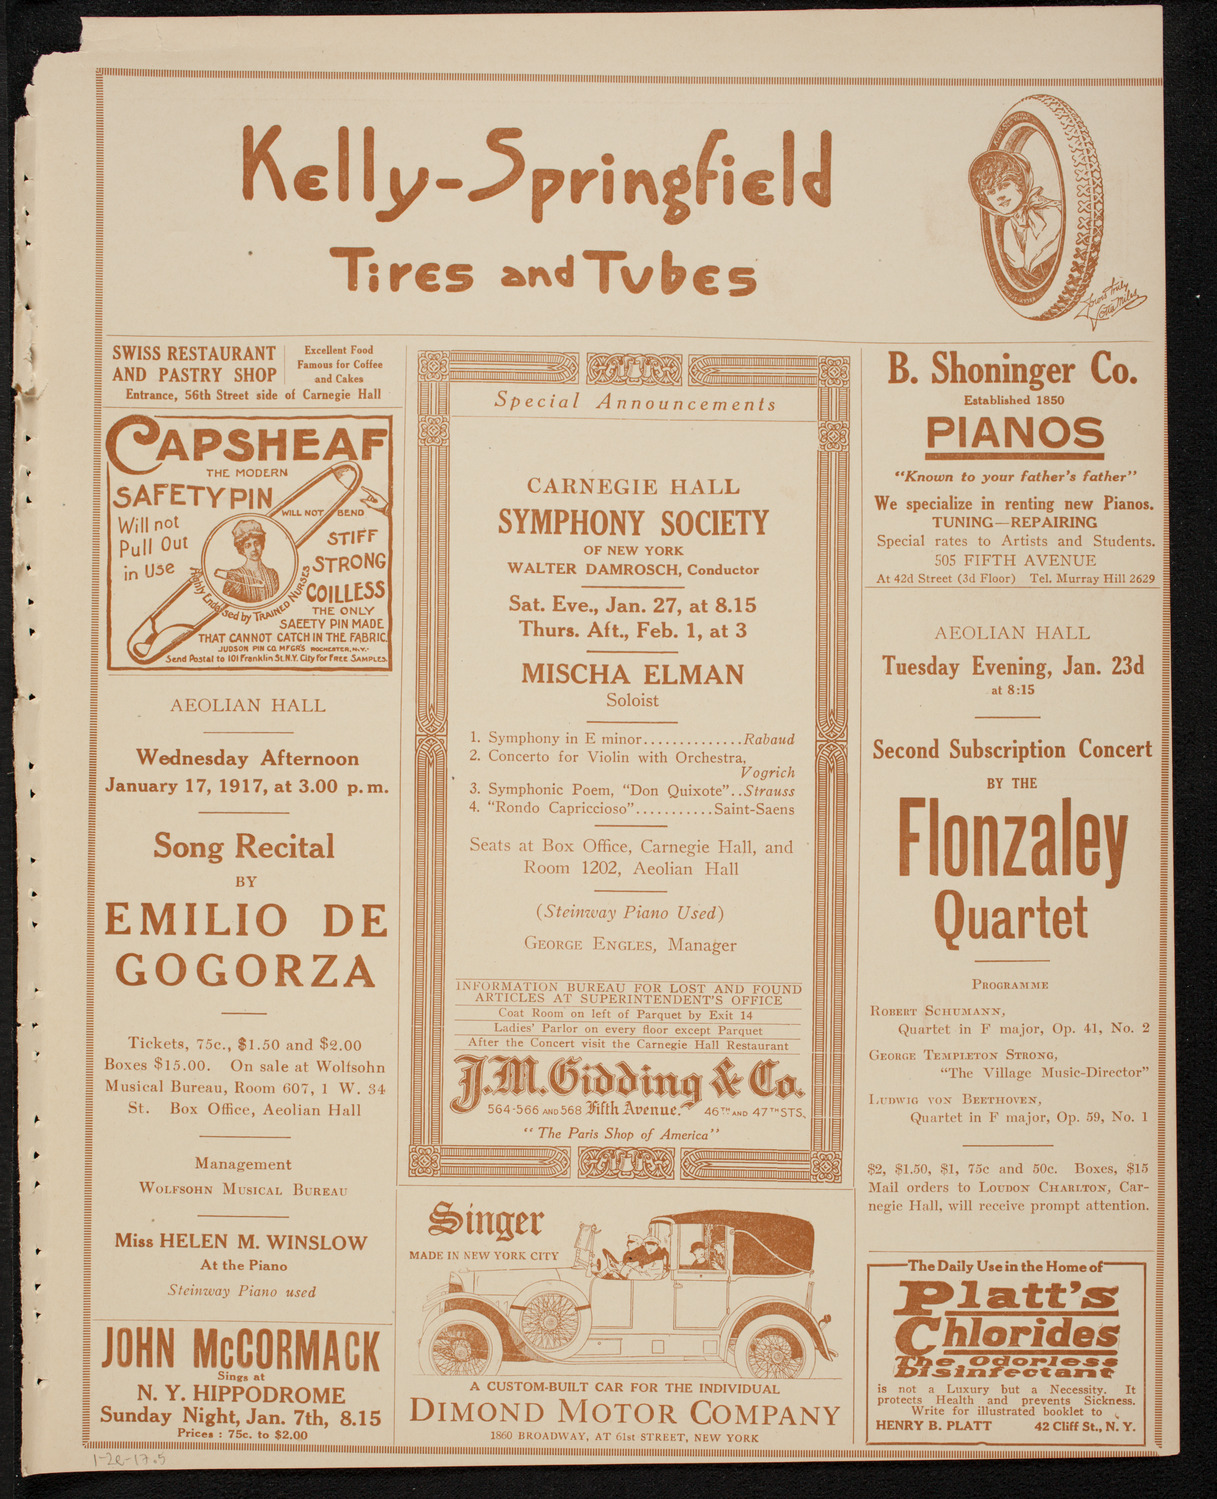 Kelly-Springfield
Tires and Tubes
Yours truly
Lotta Miles
SWISS RESTAURANT
AND PASTRY SHOP
Excellent Food
Famous for Coffee
and Cakes
Entrance, 56th Street side of Carnegie Hall
CAPSHEAF
THE MODERN
SAFETY PIN
WILL NOT BEND
Will not
Pull Out
in Use
STIFF
STRONG
COILLESS
Highly Endorsed by TRAINED NURSES
THE ONLY
SAEETY PIN MADE
THAT CANNOT CATCH IN THE FABRIC.
JUDSON PIN CO. MFGR'S ROCHESTER, N.Y.
Send Postal to 101 Franklin St. N.Y. City For FREE SAMPLES.
AEOLIAN HALL
Wednesday Afternoon
January 17, 1917, at 3.00 p.m.
Song Recital
BY
EMILIO DE
GOGORZA
Tickets, 75c., $1.50 and $2.00
Boxes $15.00. On sale at Wolfsohn
Musical Bureau, Room 607, 1 W. 34
St. Box Office, Aeolian Hall
Management
WOLFSOHN MUSICAL BUREAU
Miss HELEN M. WINSLOW
At the Piano
Steinway Piano used
JOHN McCORMACK
Sings at
N. Y. HIPPODROME
Sunday Night, Jan. 7th, 8.15
Prices : 75c. to $2.00
Special Announcements
CARNEGIE HALL
SYMPHONY SOCIETY
OF NEW YORK
WALTER DAMROSCH, Conductor
Sat. Eve., Jan. 27, at 8.15
Thurs. Aft., Feb. 1, at 3
MISCHA ELMAN
Soloist
1. Symphony in E minor..............Rabaud
2. Concerto for Violin with Orchestra,
Vogrich
3. Symphonic Poem, "Don Quixote"..Strauss
4. "Rondo Capriccioso"...........Saint-Saens
Seats at Box Office, Carnegie Hall, and
Room 1202, Aeolian Hall
(Steinway Piano Used)
GEORGE ENGLES, Manager
INFORMATION BUREAU FOR LOST AND FOUND
ARTICLES AT SUPERINTENDENT'S OFFICE
Coat Room on left of Parquet by Exit 14
Ladies' Parlor on every floor except Parquet
After the Concert visit the Carnegie Hall Restaurant
J.M. Gidding & Co.
564-566 AND 568 Fifth Avenue. 46TH AND 47TH STS.
"The Paris Shop of America"
Singer
MADE IN NEW YORK CITY
A CUSTOM-BUILT CAR FOR THE INDIVIDUAL
DIMOND MOTOR COMPANY
1860 BROADWAY, AT 61st STREET, NEW YORK
B. Shoninger Co.
Established 1850
PIANOS
"Known to your father's father"
We specialize in renting new Pianos.
TUNING—REPAIRING
Special rates to Artists and Students.
505 FIFTH AVENUE
At 42d Street (3d Floor) Tel. Murray Hill 2629
AEOLIAN HALL
Tuesday Evening, Jan. 23d
at 8:15
Second Subscription Concert
BY THE
Flonzaley
Quartet
PROGRAMME
ROBERT SCHUMANN,
Quartet in F major, Op. 41, No. 2
GEORGE TEMPLETON STRONG,
"The Village Music-Director"
LUDWIG VON BEETHOVEN,
Quartet in F major, Op. 59, No. 1
$2, $1.50, $1, 75c and 50c. Boxes, $15
Mail orders to LOUDON CHARLTON, Car-
negie Hall, will receive prompt attention.
The Daily Use in the Home of
Platt's
Chlorides
The Odorless
Disinfectant
is not a Luxury but a Necessity. It
protects Health and prevents Sickness.
Write for illustrated booklet to
HENRY B. PLATT 42 Cliff St., N. Y.
1-20-17.5